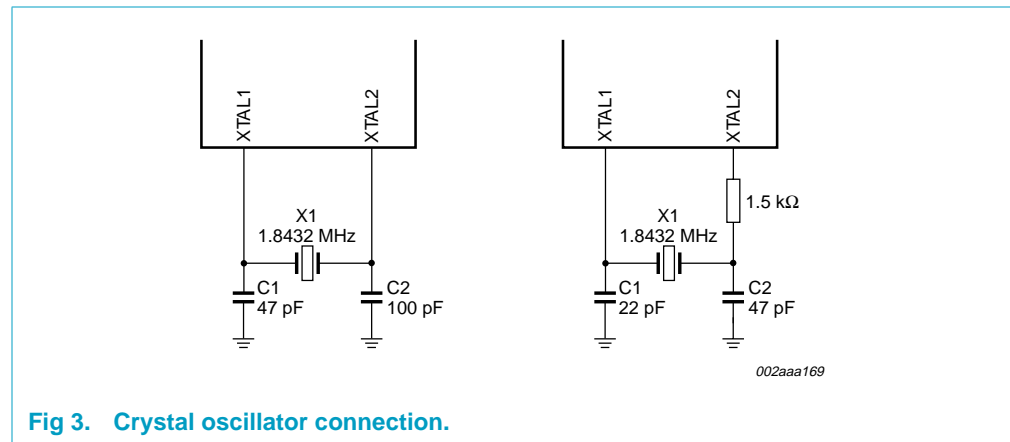 XTAL1
XTAL2
X1
1.8432 MHz
C1
47 pF
C2
100 pF
XTAL1
XTAL2
1.5 kΩ
X1
1.8432 MHz
C1
22 pF
C2
47 pF
002aaa169
Fig 3. Crystal oscillator connection.